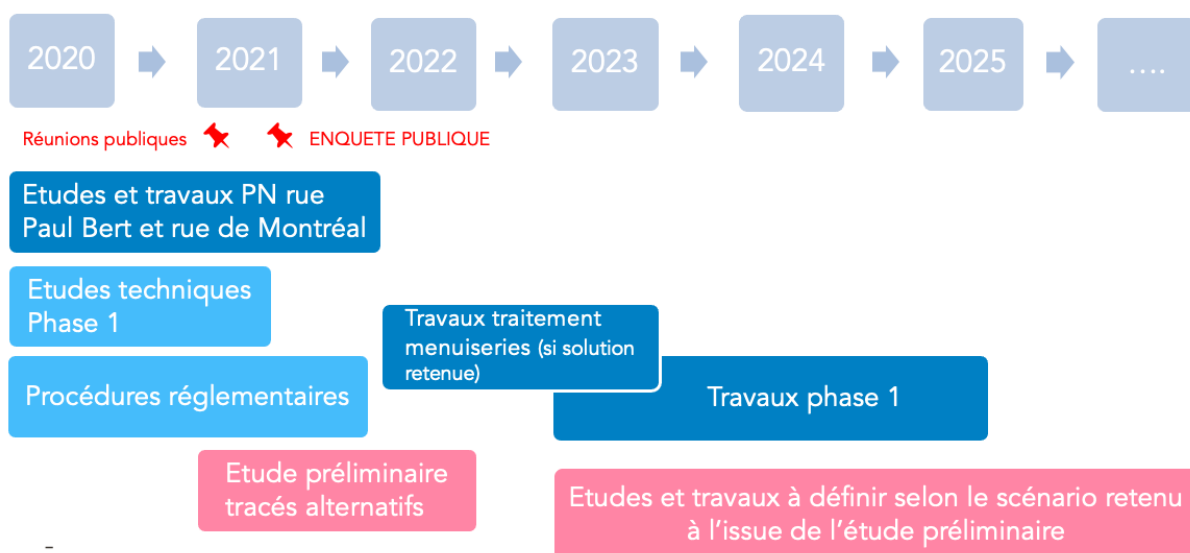 2020
2021
2022
2023
2024
2025
....
Réunions publiques
ENQUETE PUBLIQUE
Etudes et travaux PN rue
Paul Bert et rue de Montréal
Etudes techniques
Phase 1
Travaux traitement
menuiseries (si solution
retenue)
Procédures réglementaires
Travaux phase 1
Etude préliminaire
tracés alternatifs
Etudes et travaux à définir selon le scénario retenu
à l’issue de l’étude préliminaire